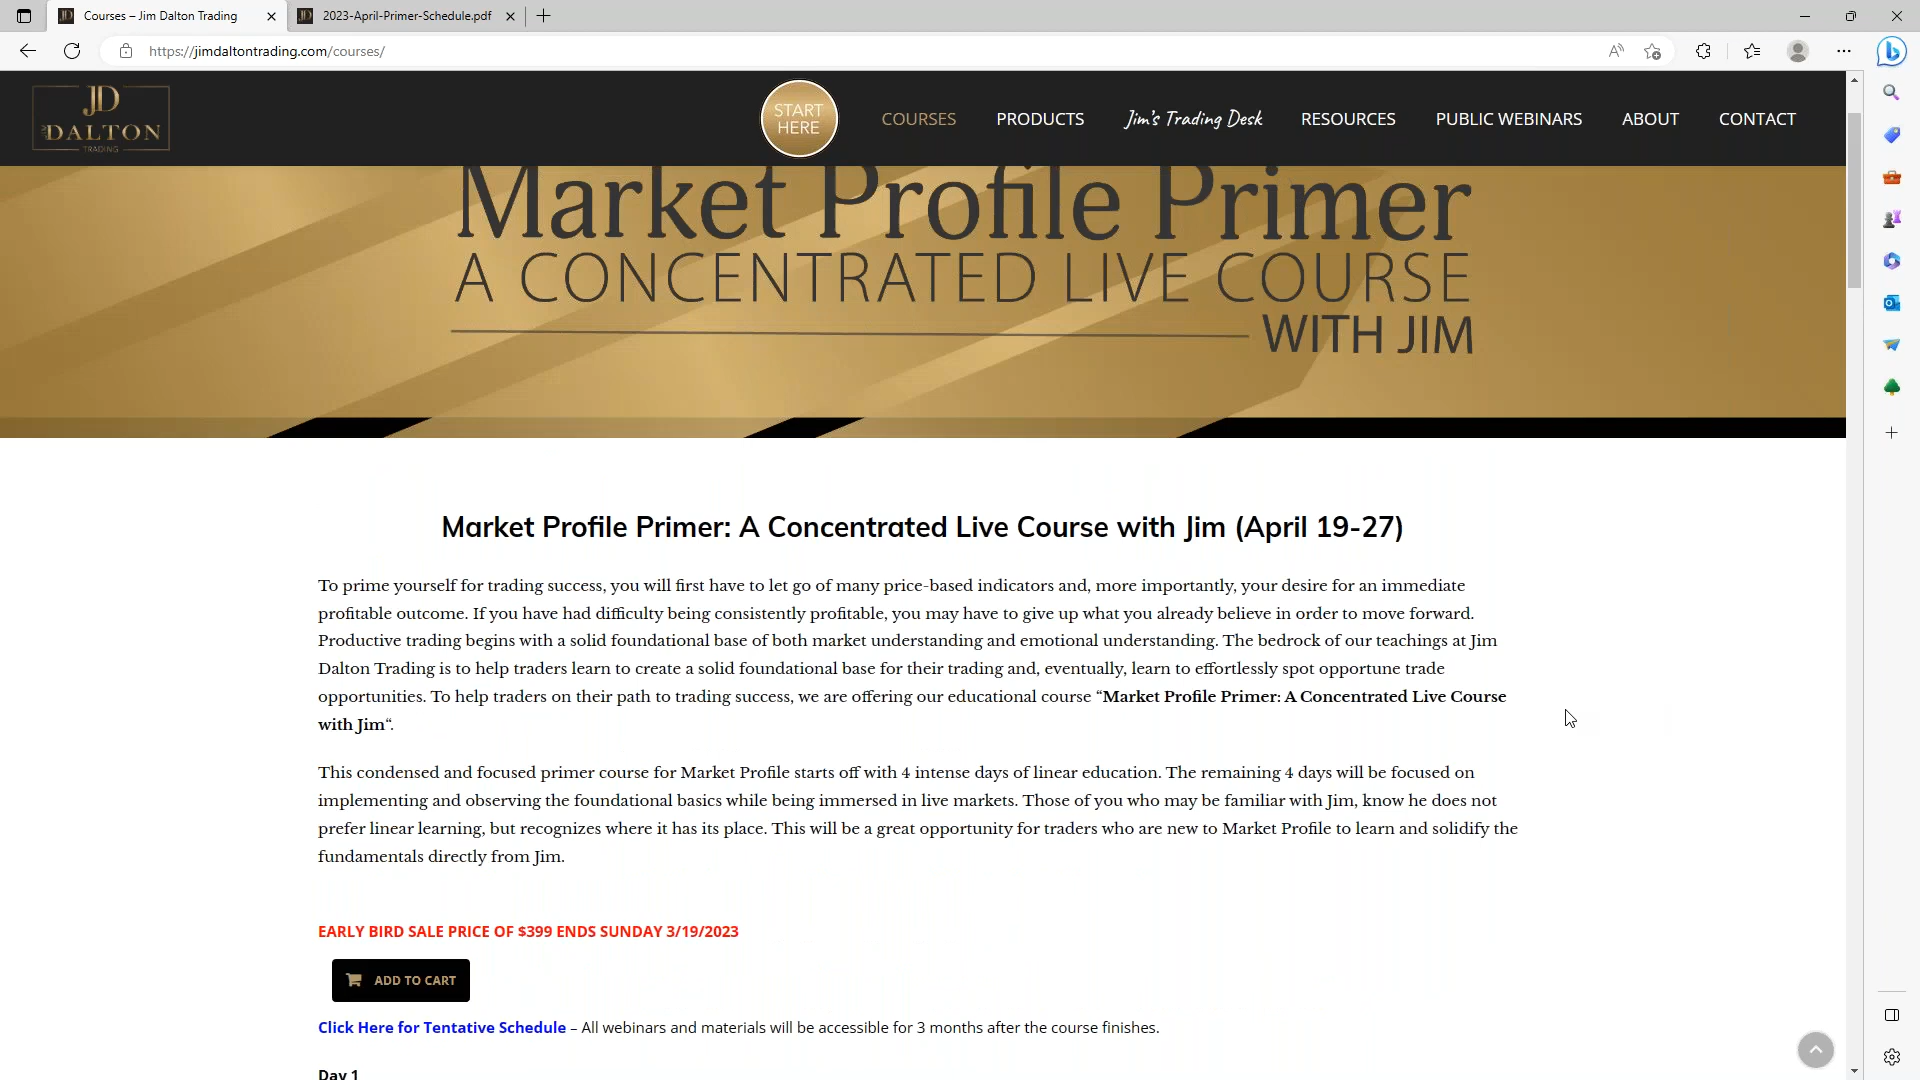 Courses – Jim Dalton Trading
2023-April-Primer-Schedule.pdf
https://jimdaltontrading.com/courses/
JD
DALTON
TRADING
START
HERE
COURSES
PRODUCTS
Jim's Trading Desk
RESOURCES
PUBLIC WEBINARS
ABOUT
CONTACT
Market Profile Primer
A CONCENTRATED LIVE COURSE
WITH JIM
Market Profile Primer: A Concentrated Live Course with Jim (April 19-27)
To prime yourself for trading success, you will first have to let go of many price-based indicators and, more importantly, your desire for an immediate
profitable outcome. If you have had difficulty being consistently profitable, you may have to give up what you already believe in order to move forward.
Productive trading begins with a solid foundational base of both market understanding and emotional understanding. The bedrock of our teachings at Jim
Dalton Trading is to help traders learn to create a solid foundational base for their trading and, eventually, learn to effortlessly spot opportune trade
opportunities. To help traders on their path to trading success, we are offering our educational course “Market Profile Primer: A Concentrated Live Course
with Jim“.
This condensed and focused primer course for Market Profile starts off with 4 intense days of linear education. The remaining 4 days will be focused on
implementing and observing the foundational basics while being immersed in live markets. Those of you who may be familiar with Jim, know he does not
prefer linear learning, but recognizes where it has its place. This will be a great opportunity for traders who are new to Market Profile to learn and solidify the
fundamentals directly from Jim.
EARLY BIRD SALE PRICE OF $399 ENDS SUNDAY 3/19/2023
ADD TO CART
Click Here for Tentative Schedule – All webinars and materials will be accessible for 3 months after the course finishes.
Day 1